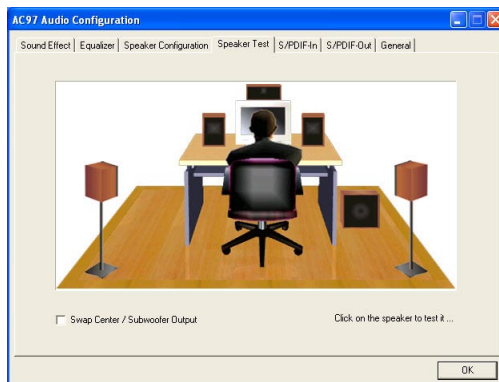 AC97 Audio Configuration
Sound Effect Equalizer Speaker Configuration Speaker Test S/PDIF-In S/PDIF-Out General
Swap Center / Subwoofer Output Click on the speaker to test it ...
OK